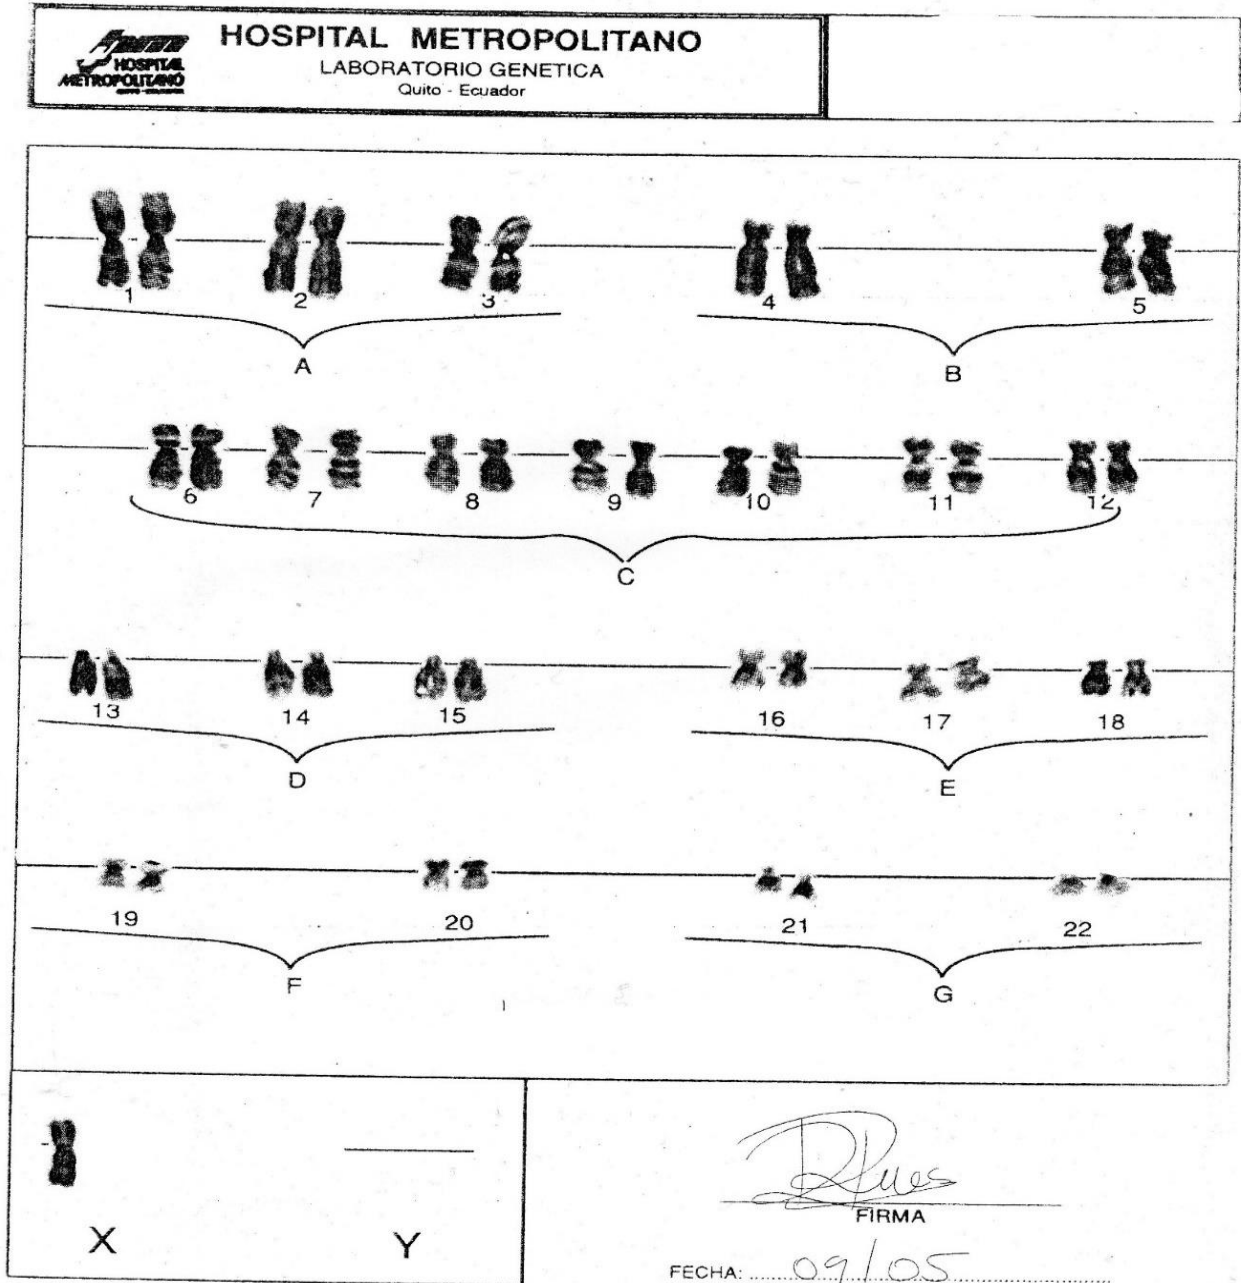 HOSPITAL METROPOLITANO
HOSPITAL METROPOLITANO
LABORATORIO GENETICA
Quito - Ecuador
1 2 3 4 5
A B
6 7 8 9 10 11 12
C
13 14 15 16 17 18
D E
19 20 21 22
F G
X Y
FIRMA
FECHA: 09/05